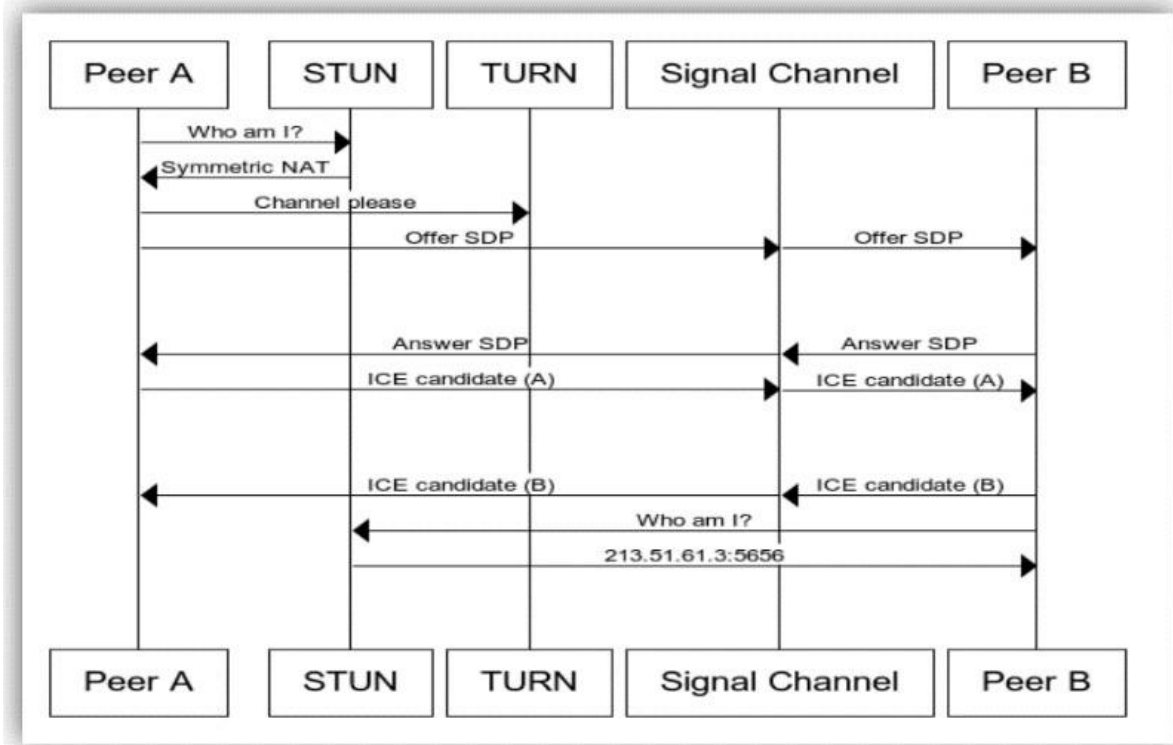 Peer A
STUN
TURN
Signal Channel
Peer B
Who am I?
Symmetric NAT
Channel please
Offer SDP
Offer SDP
Answer SDP
Answer SDP
ICE candidate (A)
ICE candidate (A)
ICE candidate (B)
ICE candidate (B)
Who am I?
213.51.61.3:5656
Peer A
STUN
TURN
Signal Channel
Peer B